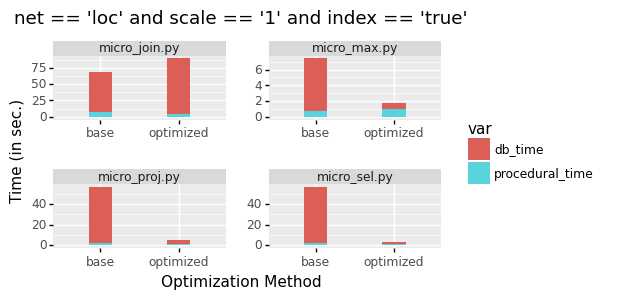 net == 'loc' and scale == '1' and index == 'true'
micro_join.py
micro_max.py
75
50
25
0
6
4
2
0
base
optimized
base
optimized
micro_proj.py
micro_sel.py
40
20
0
40
20
0
base
optimized
base
optimized
Time (in sec.)
Optimization Method
var
db_time
procedural_time